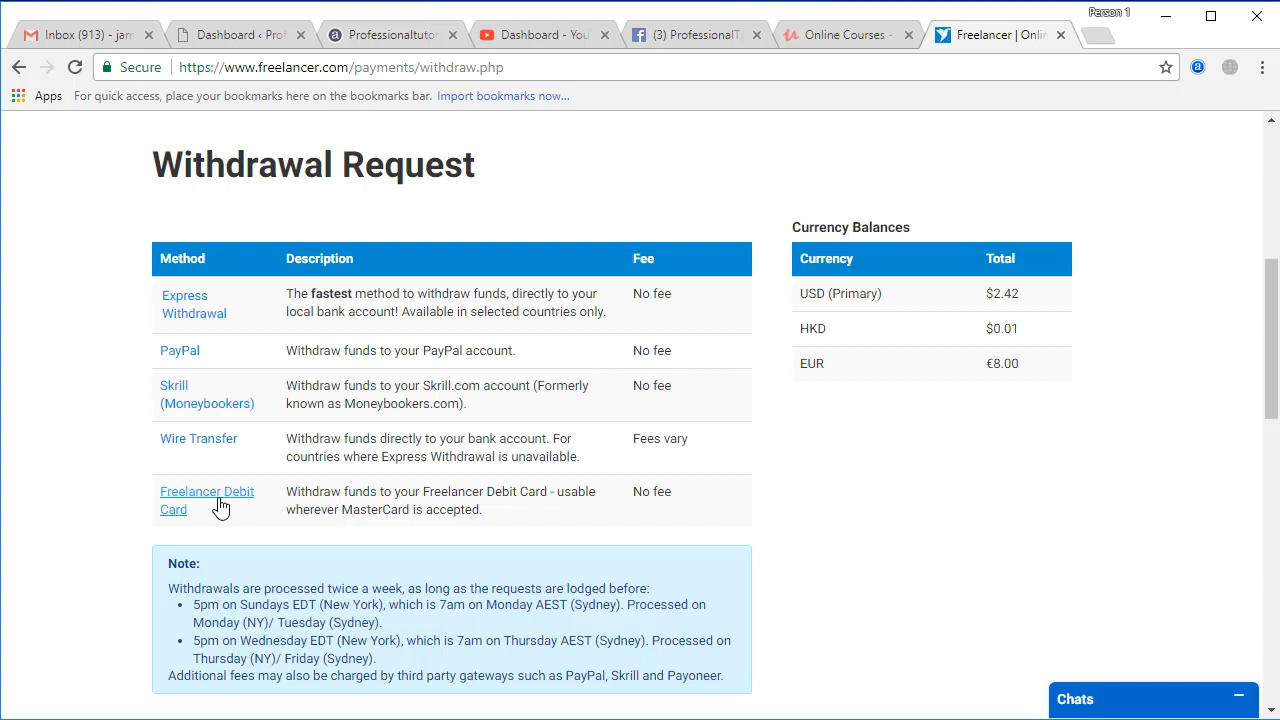 Person 1
Inbox (913) - jam
Dashboard ‹ Prof
Professionaltutor
Dashboard - You
(3) ProfessionalTu
Online Courses -
Freelancer | Onlin
Secure
https://www.freelancer.com/payments/withdraw.php
Apps
For quick access, place your bookmarks here on the bookmarks bar. Import bookmarks now...
Withdrawal Request
Method Description Fee
Express
Withdrawal
The fastest method to withdraw funds, directly to your
local bank account! Available in selected countries only.
No fee
PayPal
Withdraw funds to your PayPal account.
No fee
Skrill
(Moneybookers)
Withdraw funds to your Skrill.com account (Formerly
known as Moneybookers.com).
No fee
Wire Transfer
Withdraw funds directly to your bank account. For
countries where Express Withdrawal is unavailable.
Fees vary
Freelancer Debit
Card
Withdraw funds to your Freelancer Debit Card - usable
wherever MasterCard is accepted.
No fee
Currency Balances
Currency Total
USD (Primary) $2.42
HKD $0.01
EUR €8.00
Note:
Withdrawals are processed twice a week, as long as the requests are lodged before:
• 5pm on Sundays EDT (New York), which is 7am on Monday AEST (Sydney). Processed on
Monday (NY)/ Tuesday (Sydney).
• 5pm on Wednesday EDT (New York), which is 7am on Thursday AEST (Sydney). Processed on
Thursday (NY)/ Friday (Sydney).
Additional fees may also be charged by third party gateways such as PayPal, Skrill and Payoneer.
Chats